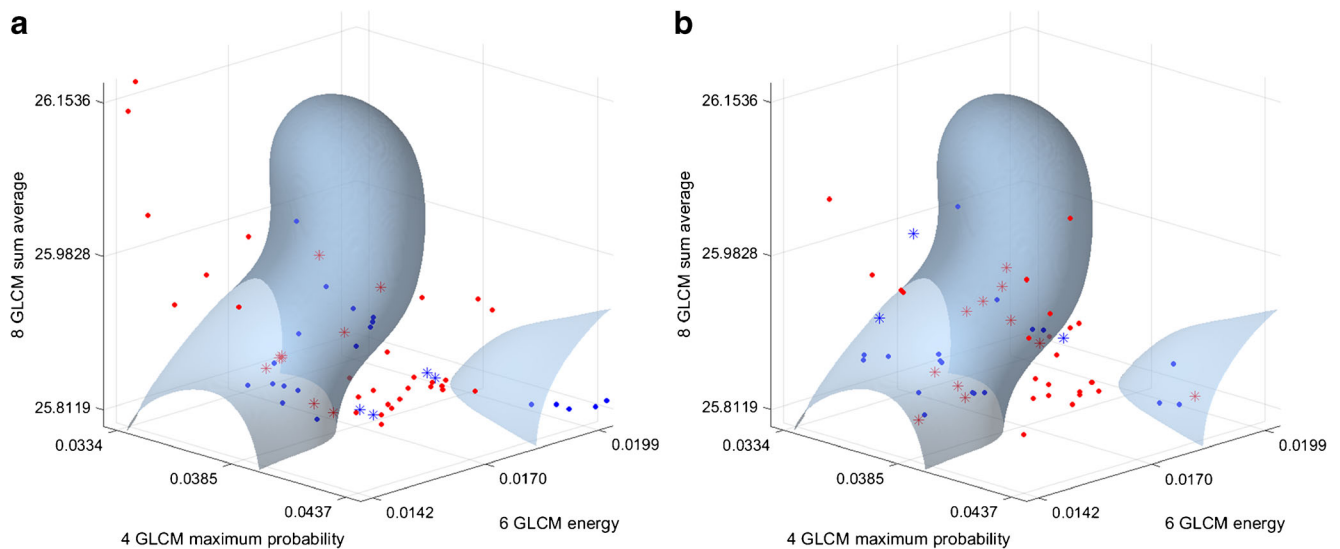 a
26.1536
25.9828
25.8119
8 GLCM sum average
0.0334
0.0385
0.0437
4 GLCM maximum probability
0.0142
0.0170
0.0199
6 GLCM energy
b
26.1536
25.9828
25.8119
8 GLCM sum average
0.0334
0.0385
0.0437
4 GLCM maximum probability
0.0142
0.0170
0.0199
6 GLCM energy